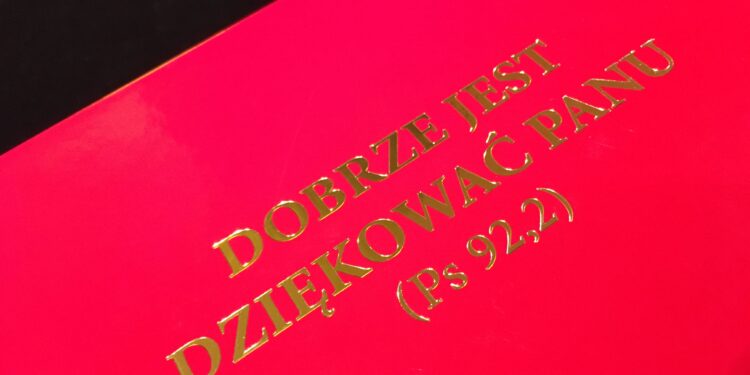 DOBRZE JEST
DZIĘKOWAĆ PANU
(Ps 92,2)